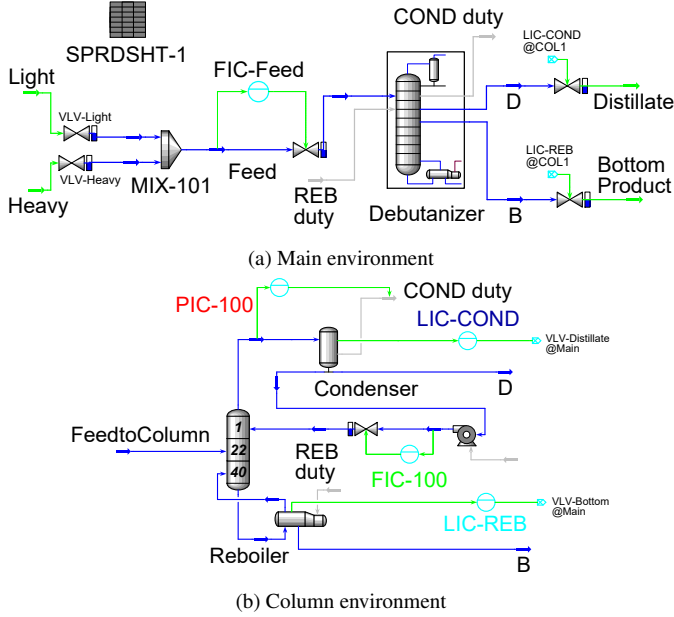 SPRDSHT-1
COND duty
LIC-COND
@COL1
Light
FIC-Feed
VLV-Light
D
Distillate
Feed
MIX-101
VLV-Heavy
Heavy
REB
duty
Debutanizer
LIC-REB
@COL1
Bottom
Product
B
(a) Main environment
PIC-100
COND duty
LIC-COND
VLV-Distillate
@Main
Condenser
D
FeedtoColumn
1
22
40
REB
duty
FIC-100
LIC-REB
VLV-Bottom
@Main
Reboiler
B
(b) Column environment